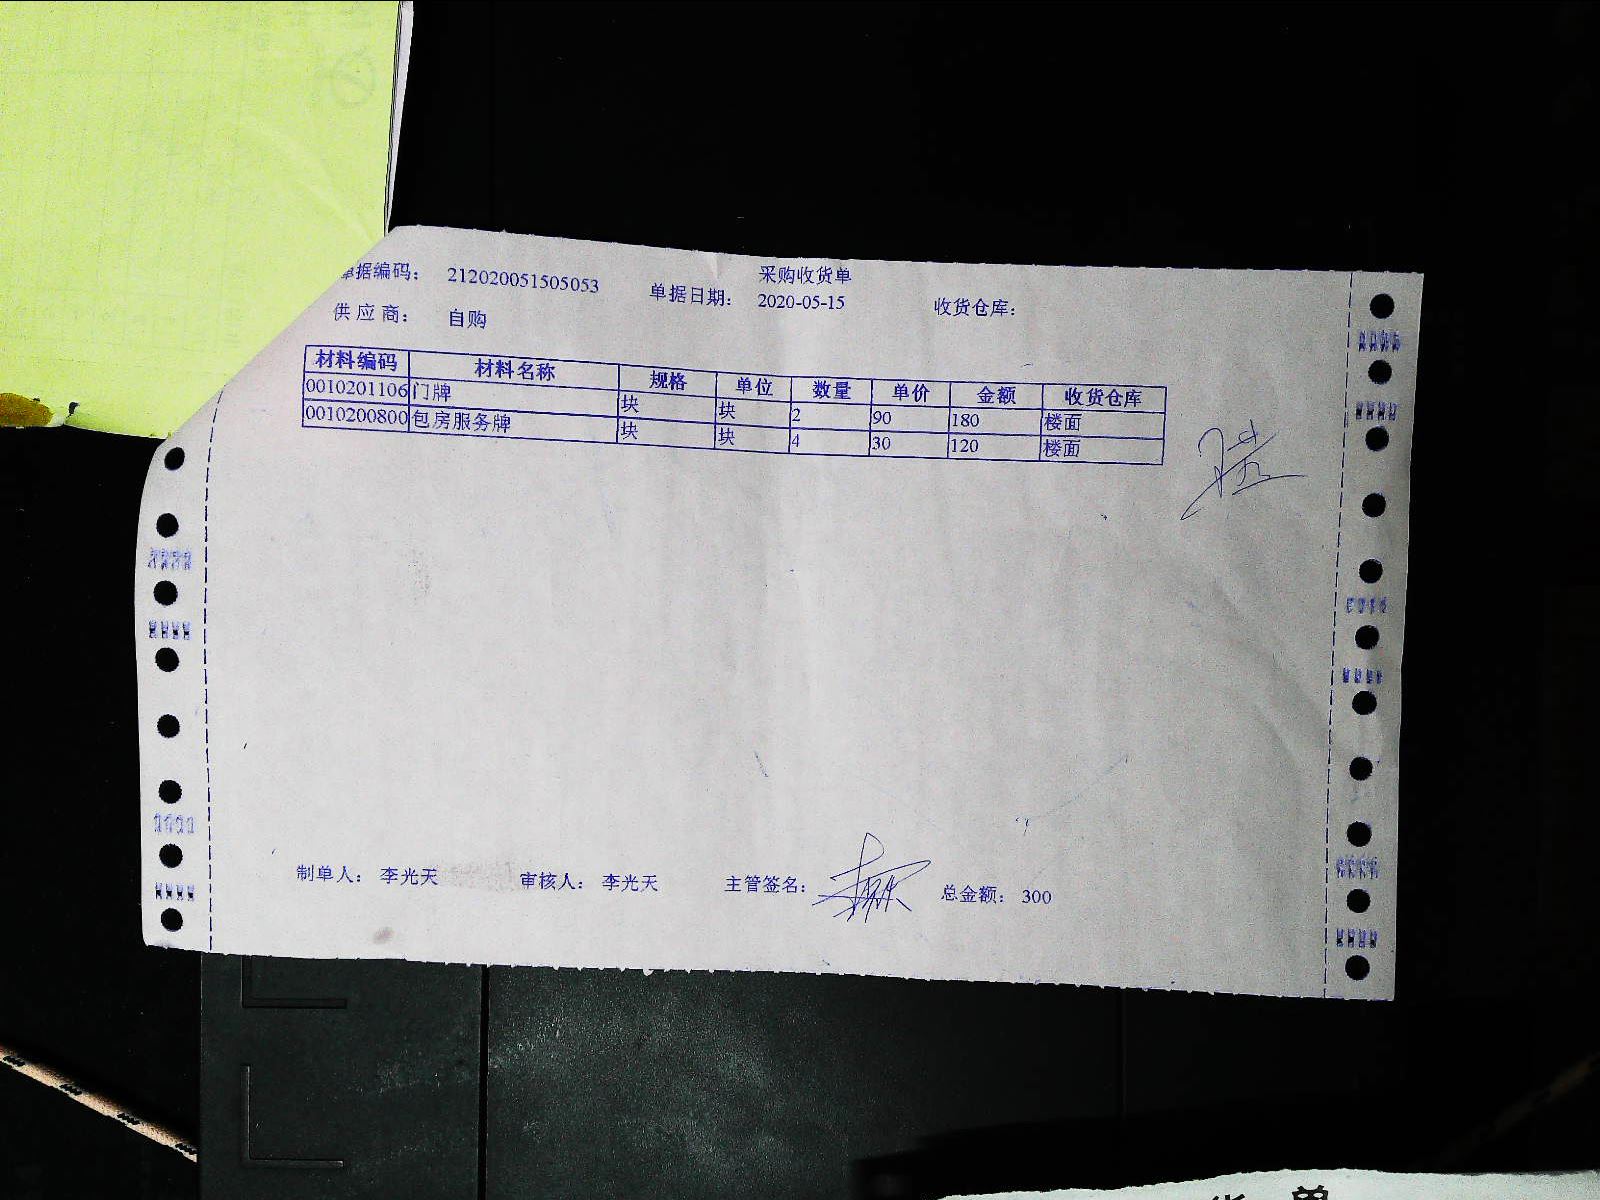 采购收货单
单据编码： 212020051505053 单据日期： 2020-05-15 收货仓库：
供应商： 自购
材料编码 材料名称 规格 单位 数量 单价 金额 收货仓库
0010201106 门牌 块 块 2 90 180 楼面
0010200800 包房服务牌 块 块 4 30 120 楼面
制单人： 李光天 审核人： 李光天 主管签名： 总金额： 300
单